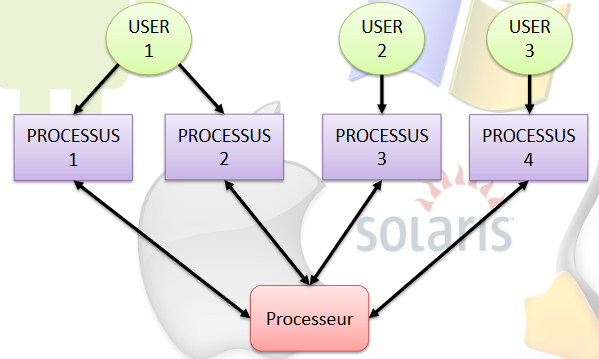 USER
1
USER
2
USER
3
PROCESSUS
1
PROCESSUS
2
PROCESSUS
3
PROCESSUS
4
solaris
Processeur